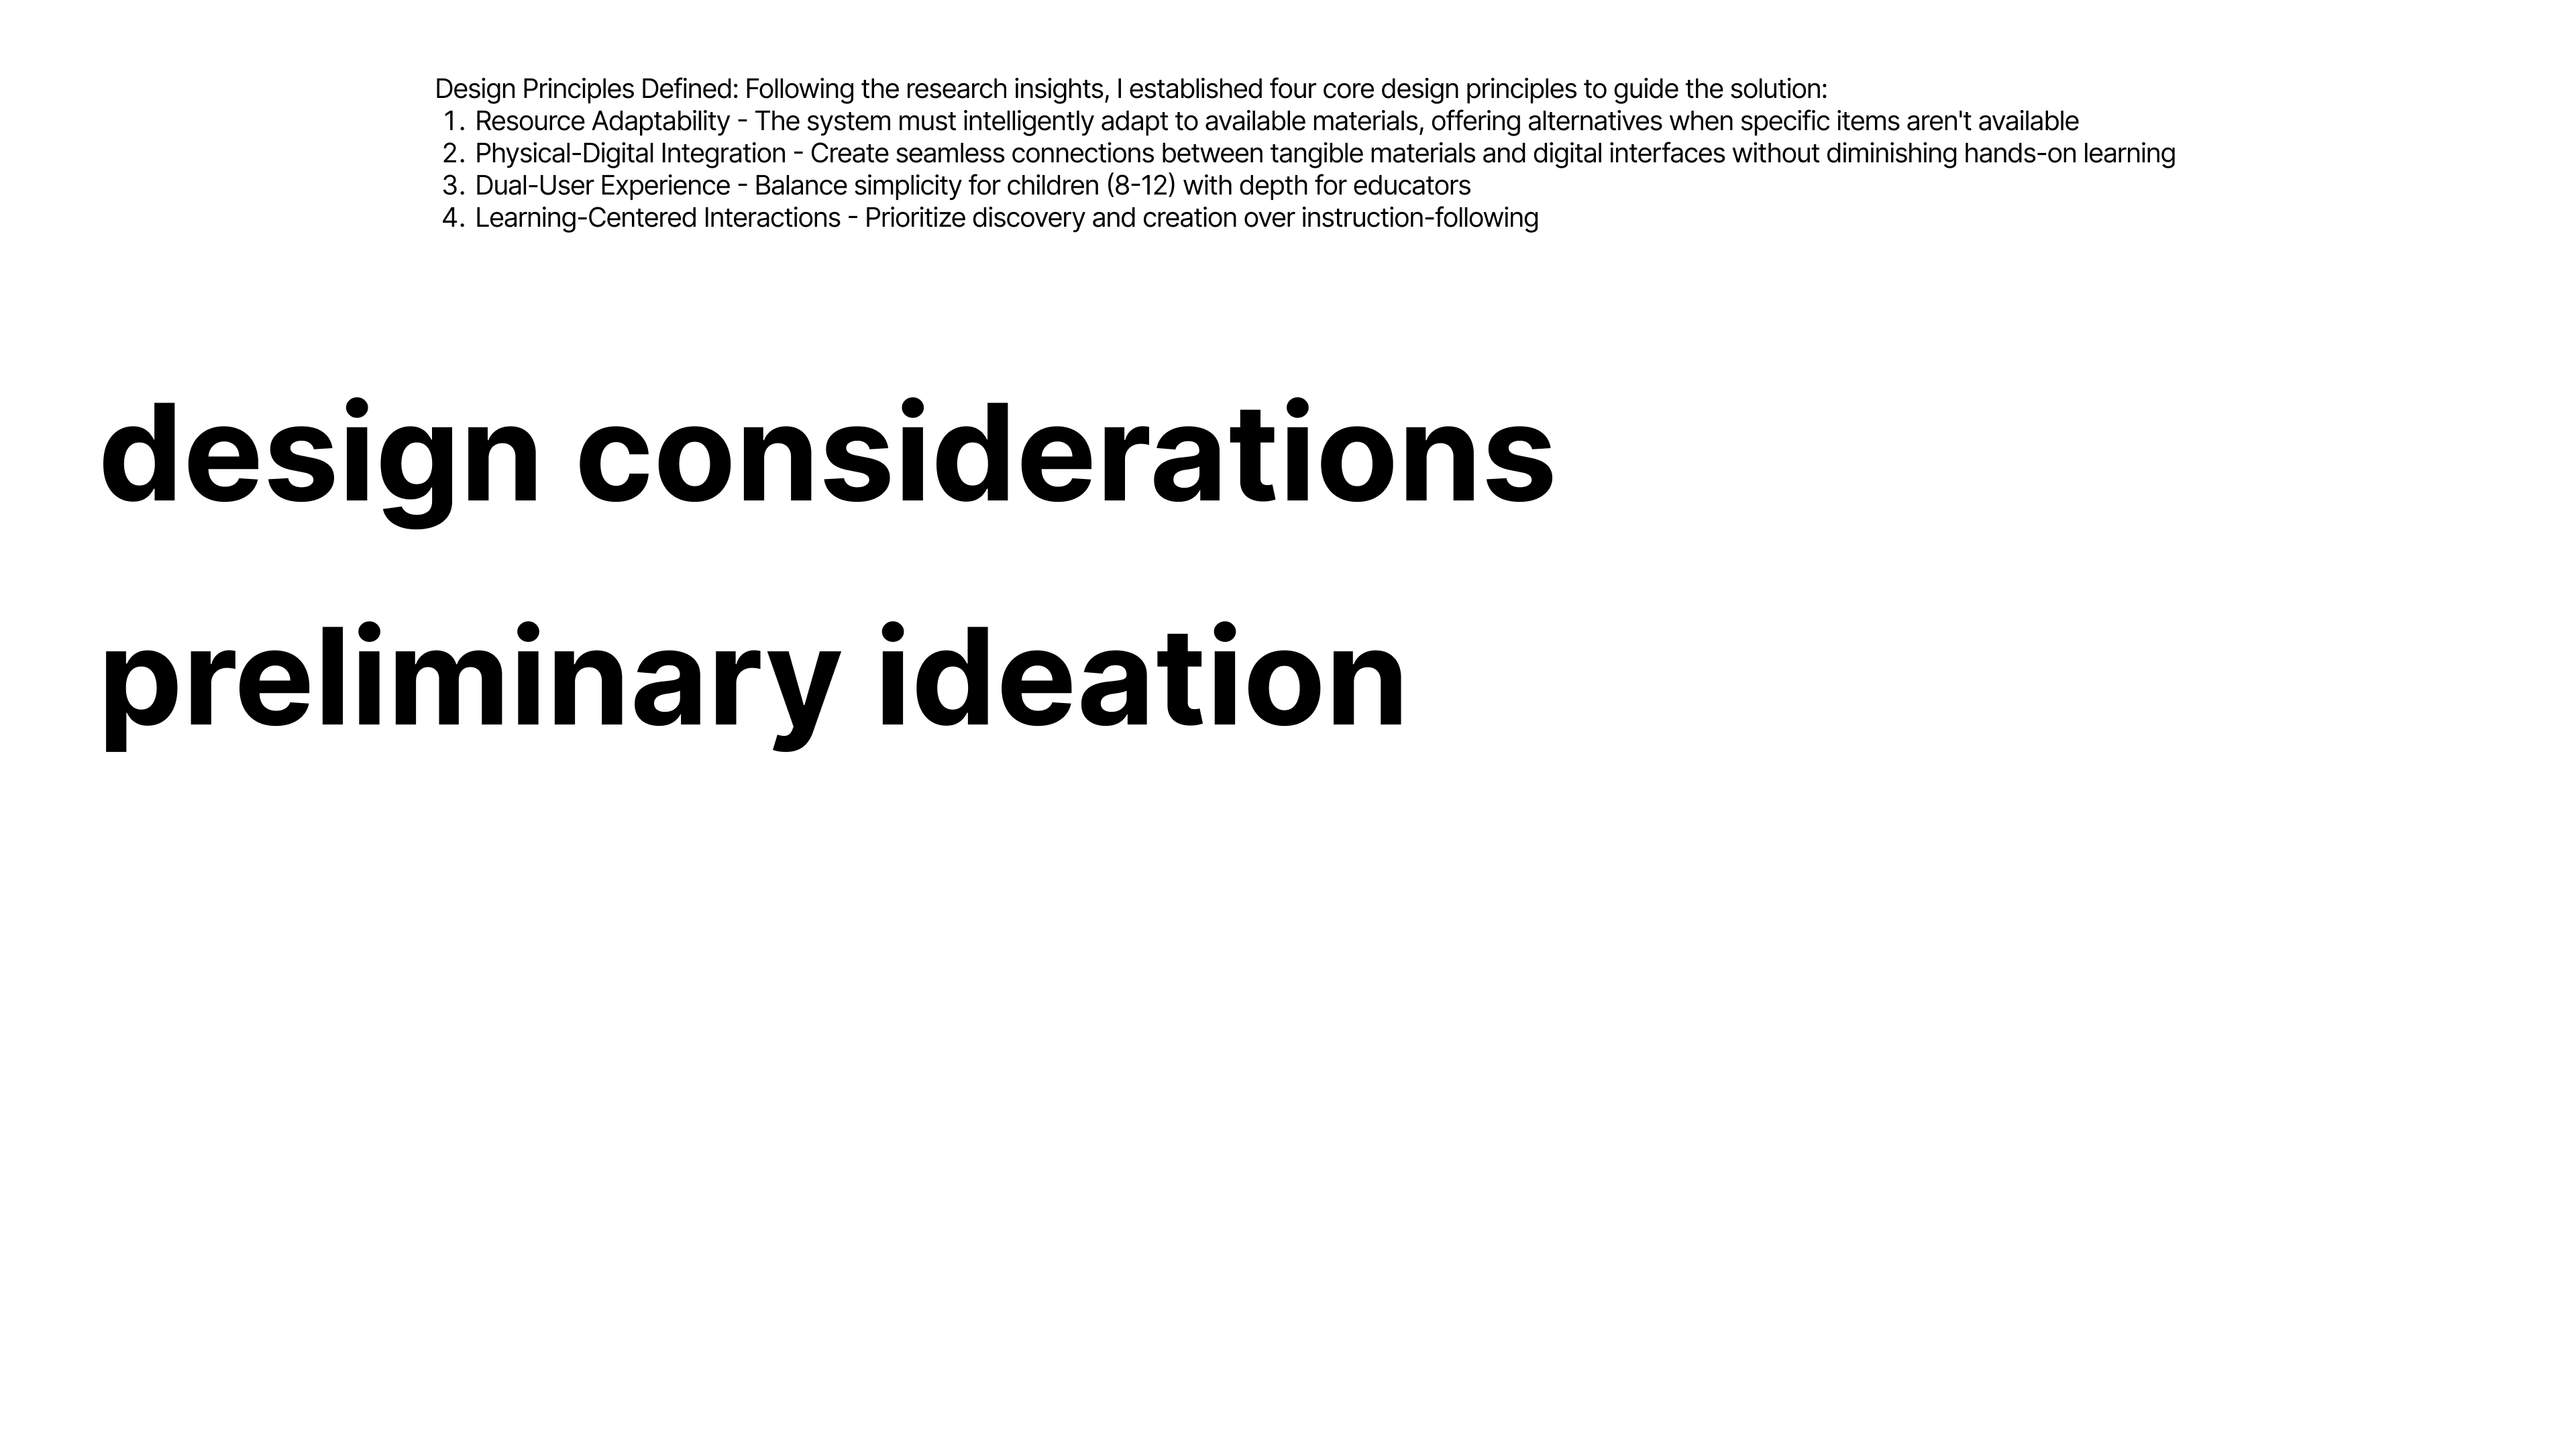 Design Principles Defined: Following the research insights, I established four core design principles to guide the solution:
1. Resource Adaptability - The system must intelligently adapt to available materials, offering alternatives when specific items aren't available
2. Physical-Digital Integration - Create seamless connections between tangible materials and digital interfaces without diminishing hands-on learning
3. Dual-User Experience - Balance simplicity for children (8-12) with depth for educators
4. Learning-Centered Interactions - Prioritize discovery and creation over instruction-following
design considerations
preliminary ideation